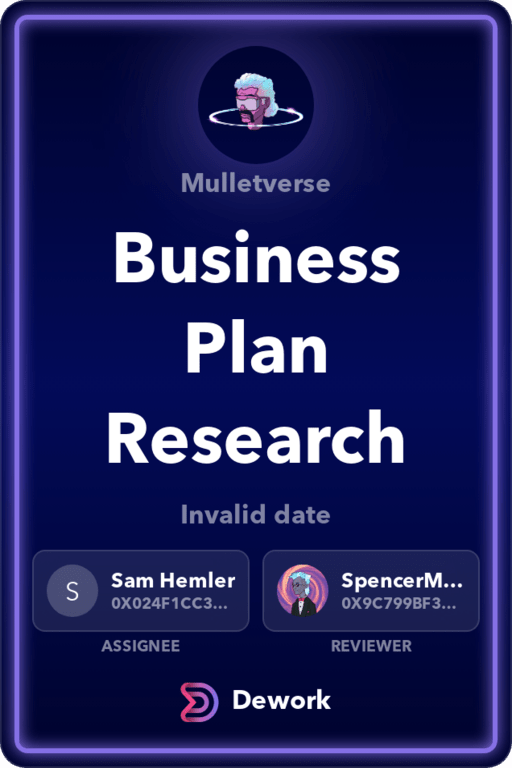 Mulletverse
Business
Plan
Research
Invalid date
S
Sam Hemler
0X024F1CC3...
SpencerM...
0X9C799BF3...
ASSIGNEE
REVIEWER
Dework